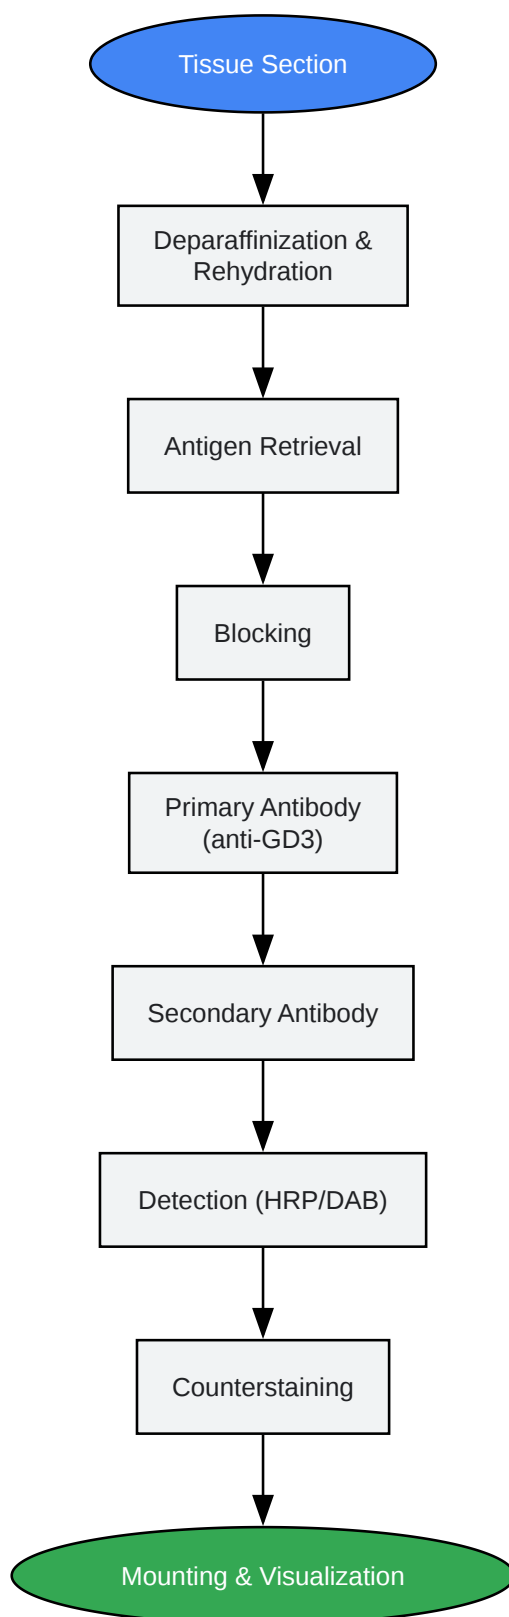 Tissue Section
Deparaffinization &
Rehydration
Antigen Retrieval
Blocking
Primary Antibody
(anti-GD3)
Secondary Antibody
Detection (HRP/DAB)
Counterstaining
Mounting & Visualization